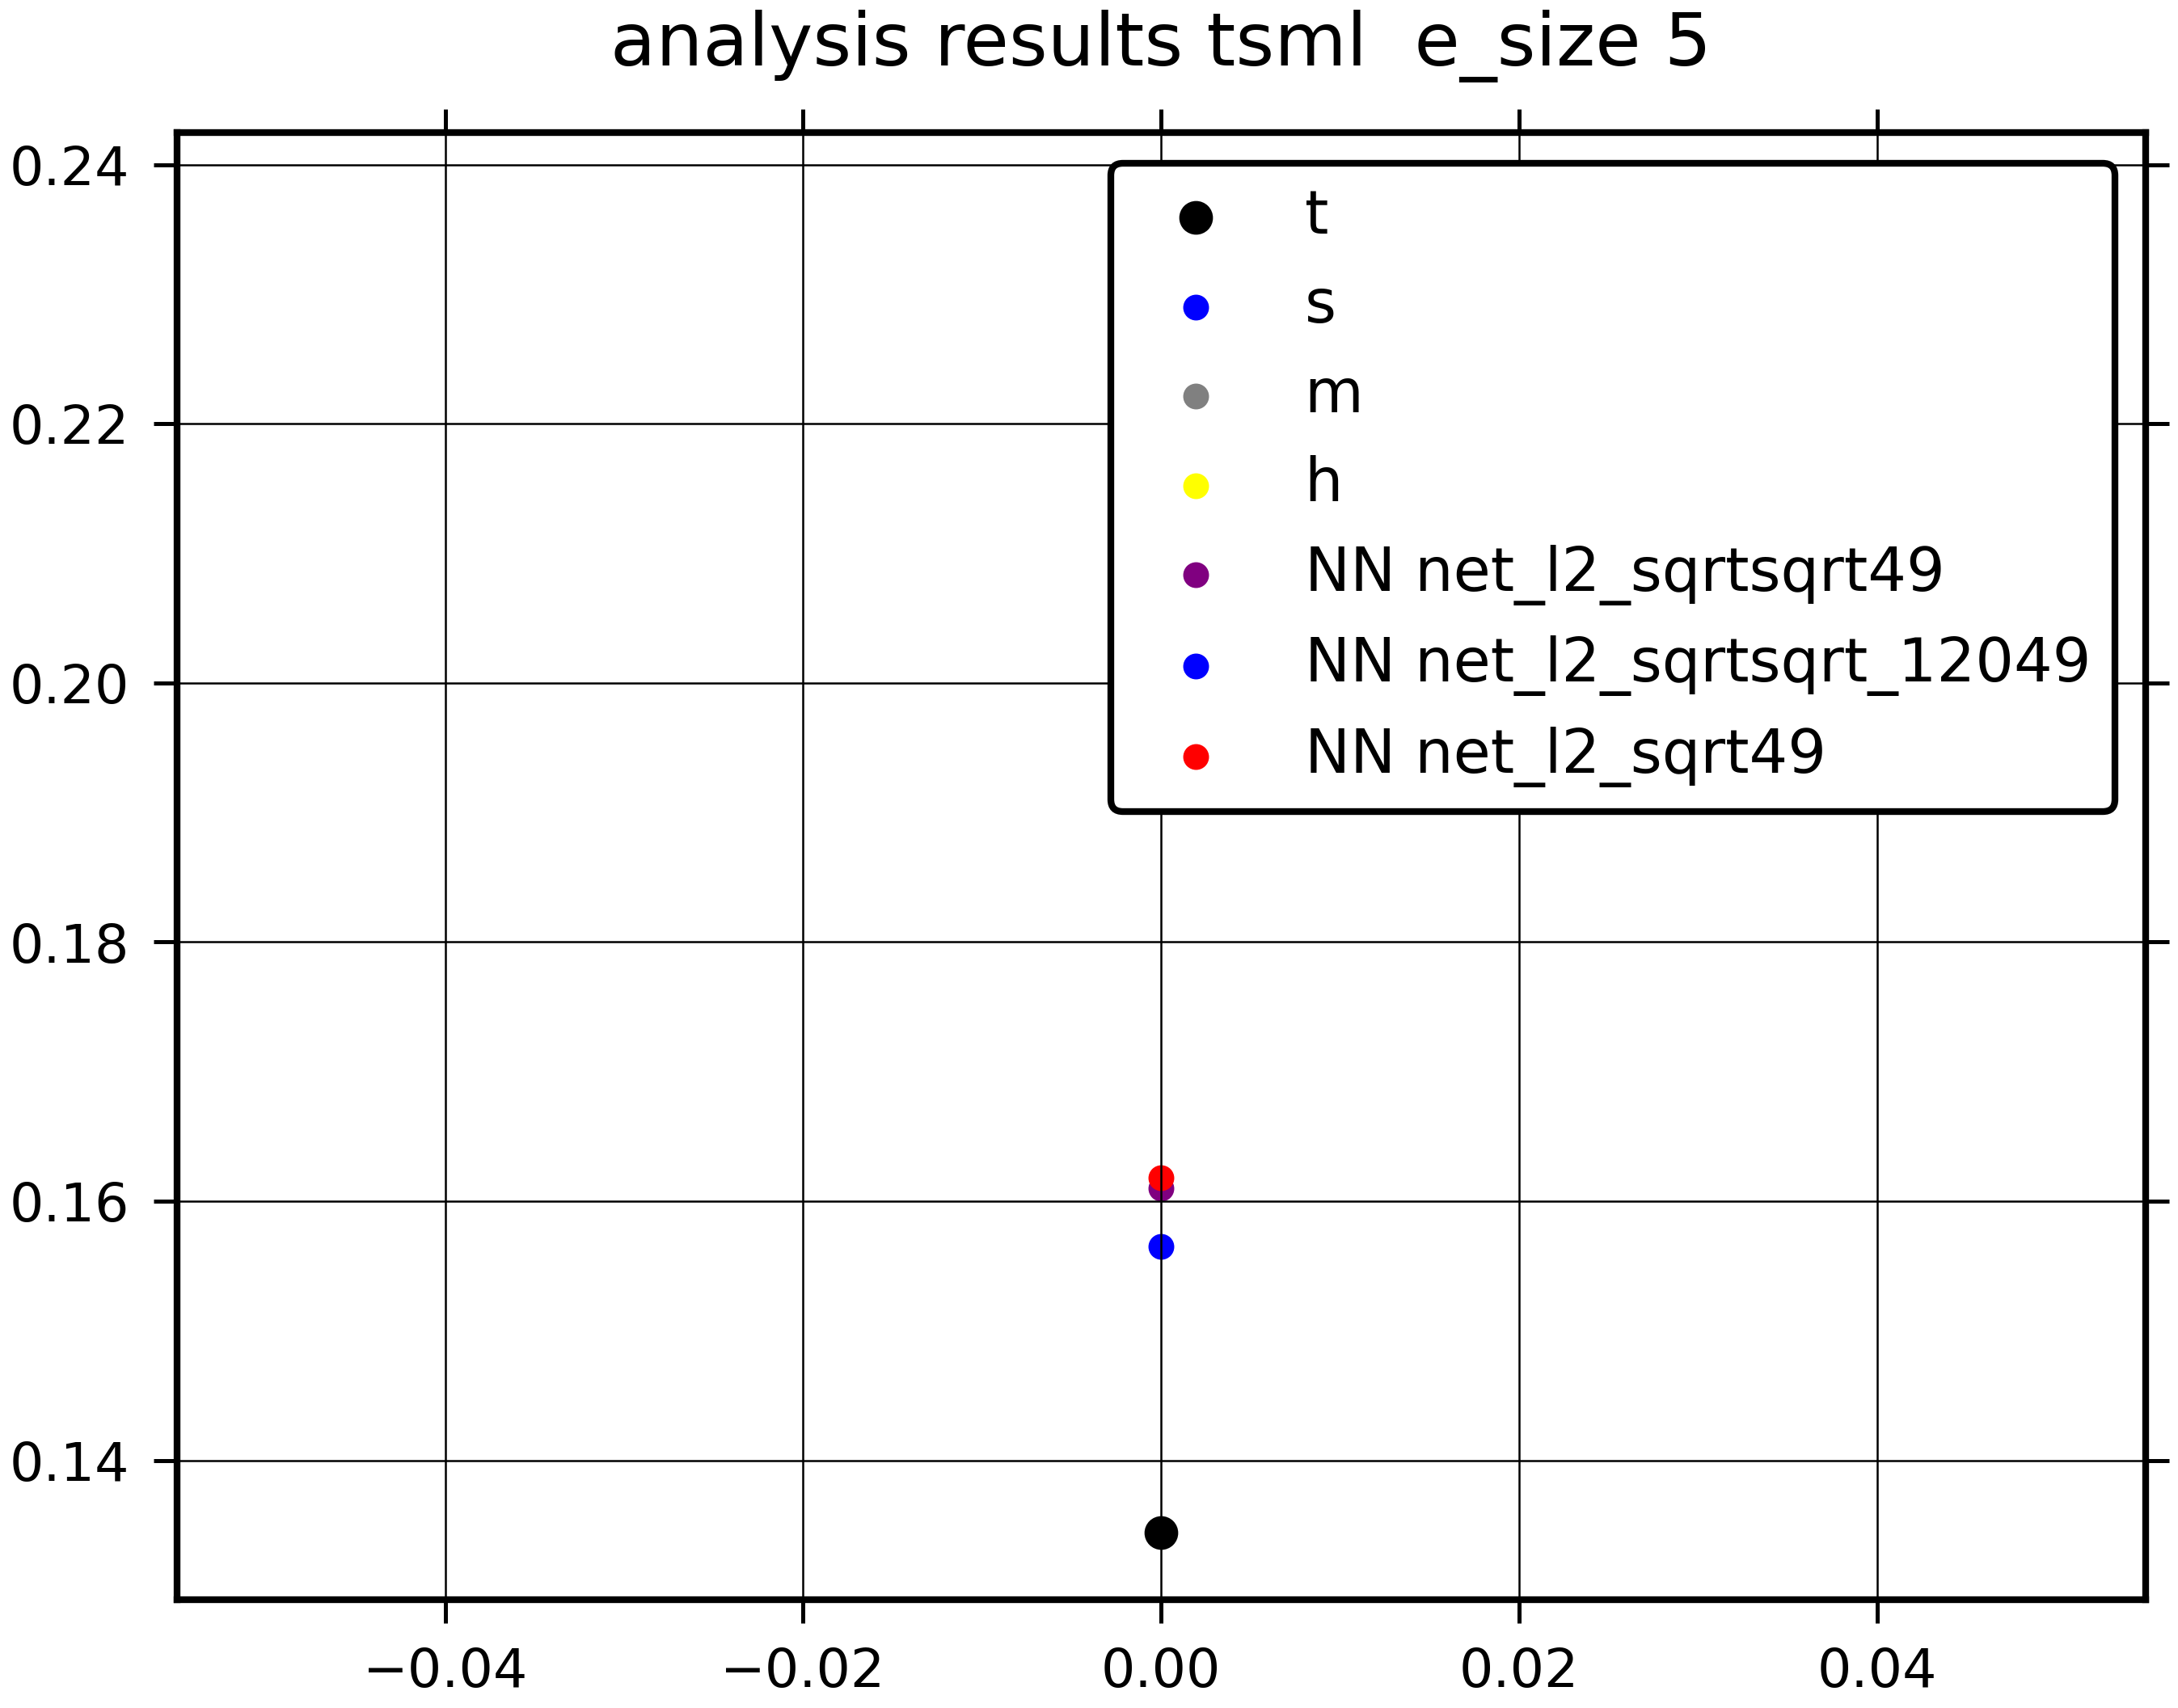 analysis results tsml  e_size 5
0.24
0.22
0.20
0.18
0.16
0.14
t
s
m
h
NN net_l2_sqrtsqrt49
NN net_l2_sqrtsqrt_12049
NN net_l2_sqrt49
−0.04 −0.02 0.00 0.02 0.04